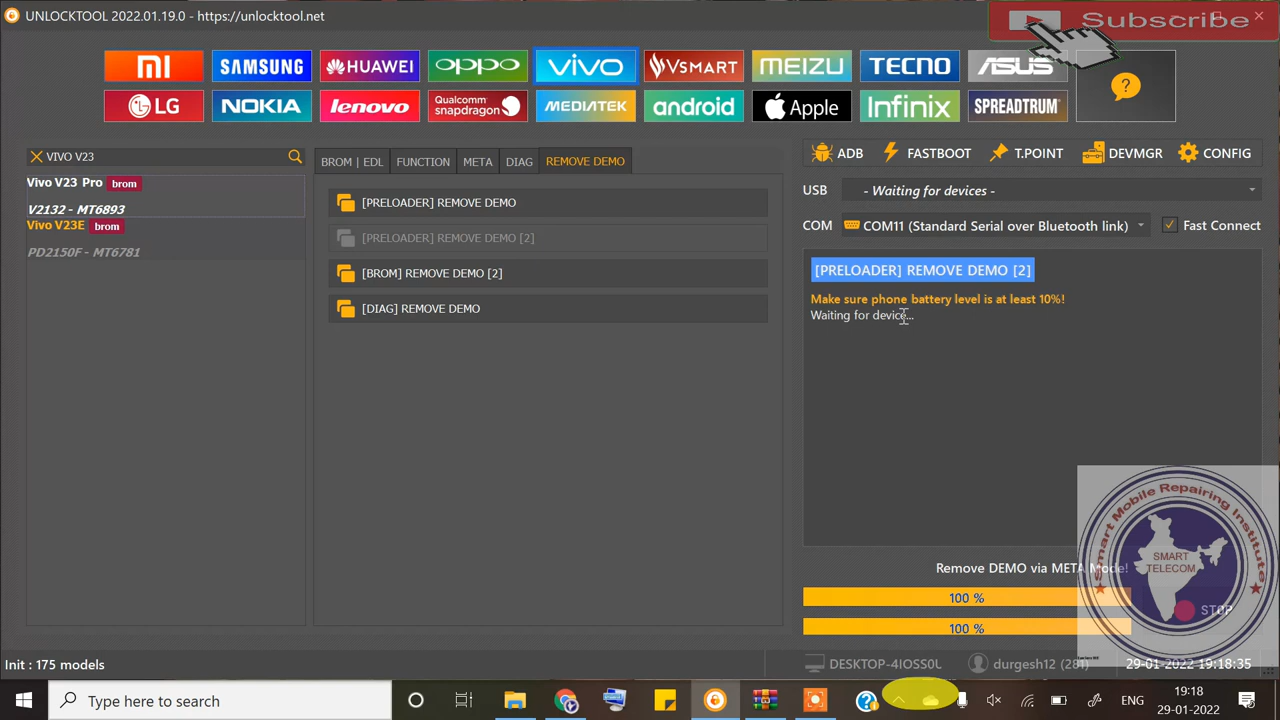 UNLOCKTOOL 2022.01.19.0 - https://unlocktool.net
Subscribe
MI
SAMSUNG
HUAWEI
OPPO
VIVO
VSMART
MEIZU
TECNO
ASUS
?
LG
NOKIA
lenovo
Qualcomm
snapdragon
MEDIATEK
android
Apple
Infinix
SPREADTRUM
VIVO V23
Vivo V23 Pro brom
V2132 - MT6893
Vivo V23E brom
PD2150F - MT6781
BROM | EDL FUNCTION META DIAG REMOVE DEMO
[PRELOADER] REMOVE DEMO
[PRELOADER] REMOVE DEMO [2]
[BROM] REMOVE DEMO [2]
[DIAG] REMOVE DEMO
ADB FASTBOOT T.POINT DEVMGR CONFIG
USB - Waiting for devices -
COM COM11 (Standard Serial over Bluetooth link) Fast Connect
[PRELOADER] REMOVE DEMO [2]
Make sure phone battery level is at least 10%!
Waiting for device...
Smart Mobile Repairing Institute
SMART
TELECOM
STOP
Remove DEMO via META Mode!
100 %
100 %
Init : 175 models
DESKTOP-4IOSS0L durgesh12 (281) 29-01-2022 19:18:35
Type here to search
ENG
19:18
29-01-2022